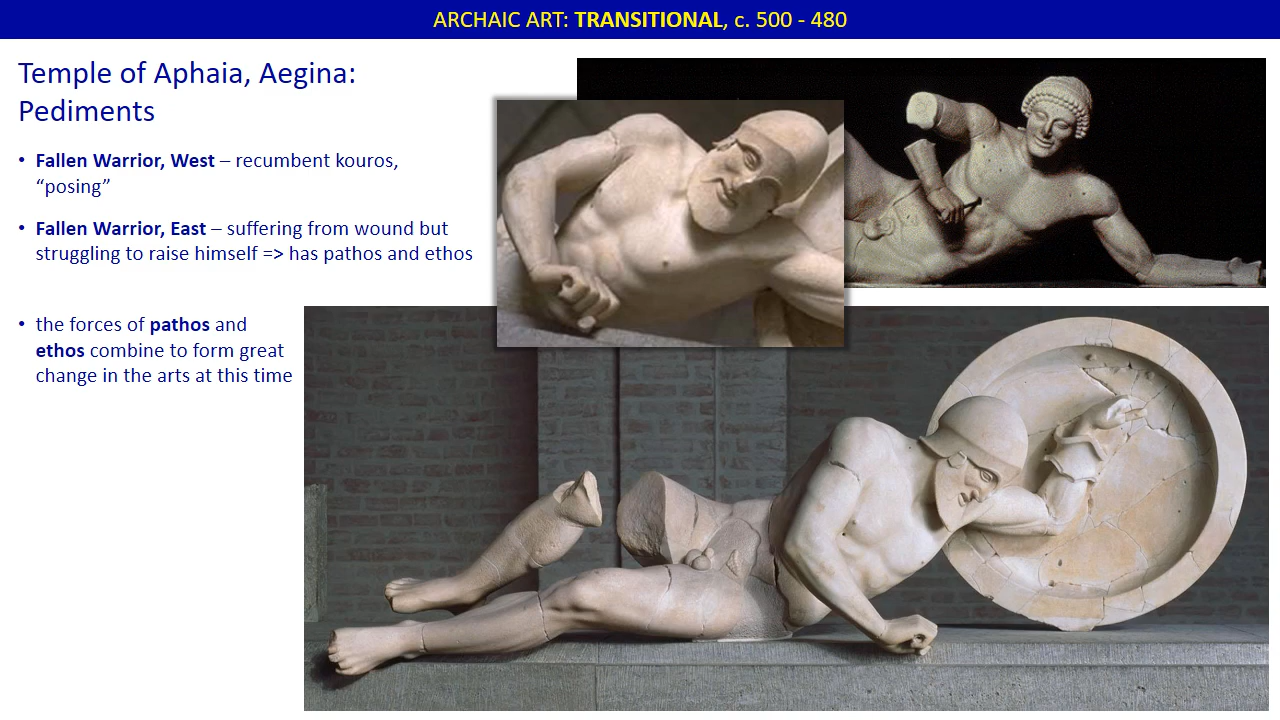 ARCHAIC ART: TRANSITIONAL, c. 500 - 480
Temple of Aphaia, Aegina:
Pediments
• Fallen Warrior, West – recumbent kouros,
“posing”
• Fallen Warrior, East – suffering from wound but
struggling to raise himself => has pathos and ethos
• the forces of pathos and
ethos combine to form great
change in the arts at this time